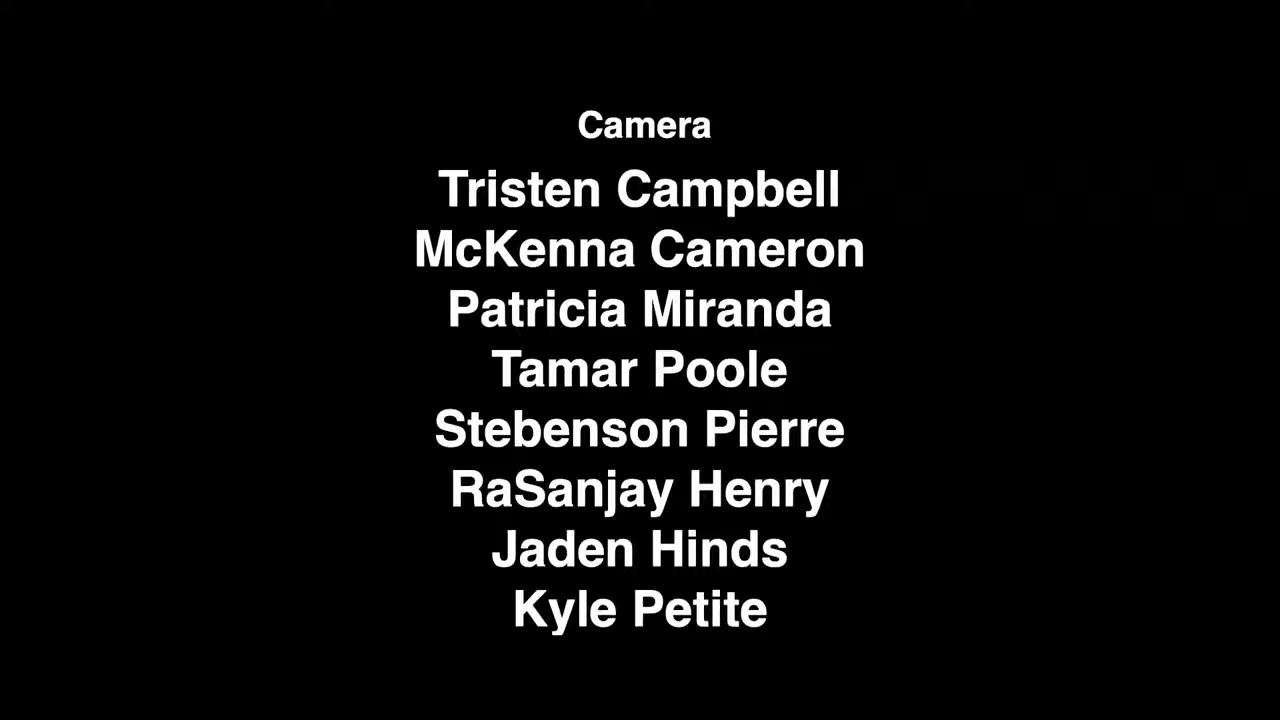 Camera
Tristen Campbell
McKenna Cameron
Patricia Miranda
Tamar Poole
Stebenson Pierre
RaSanjay Henry
Jaden Hinds
Kyle Petite